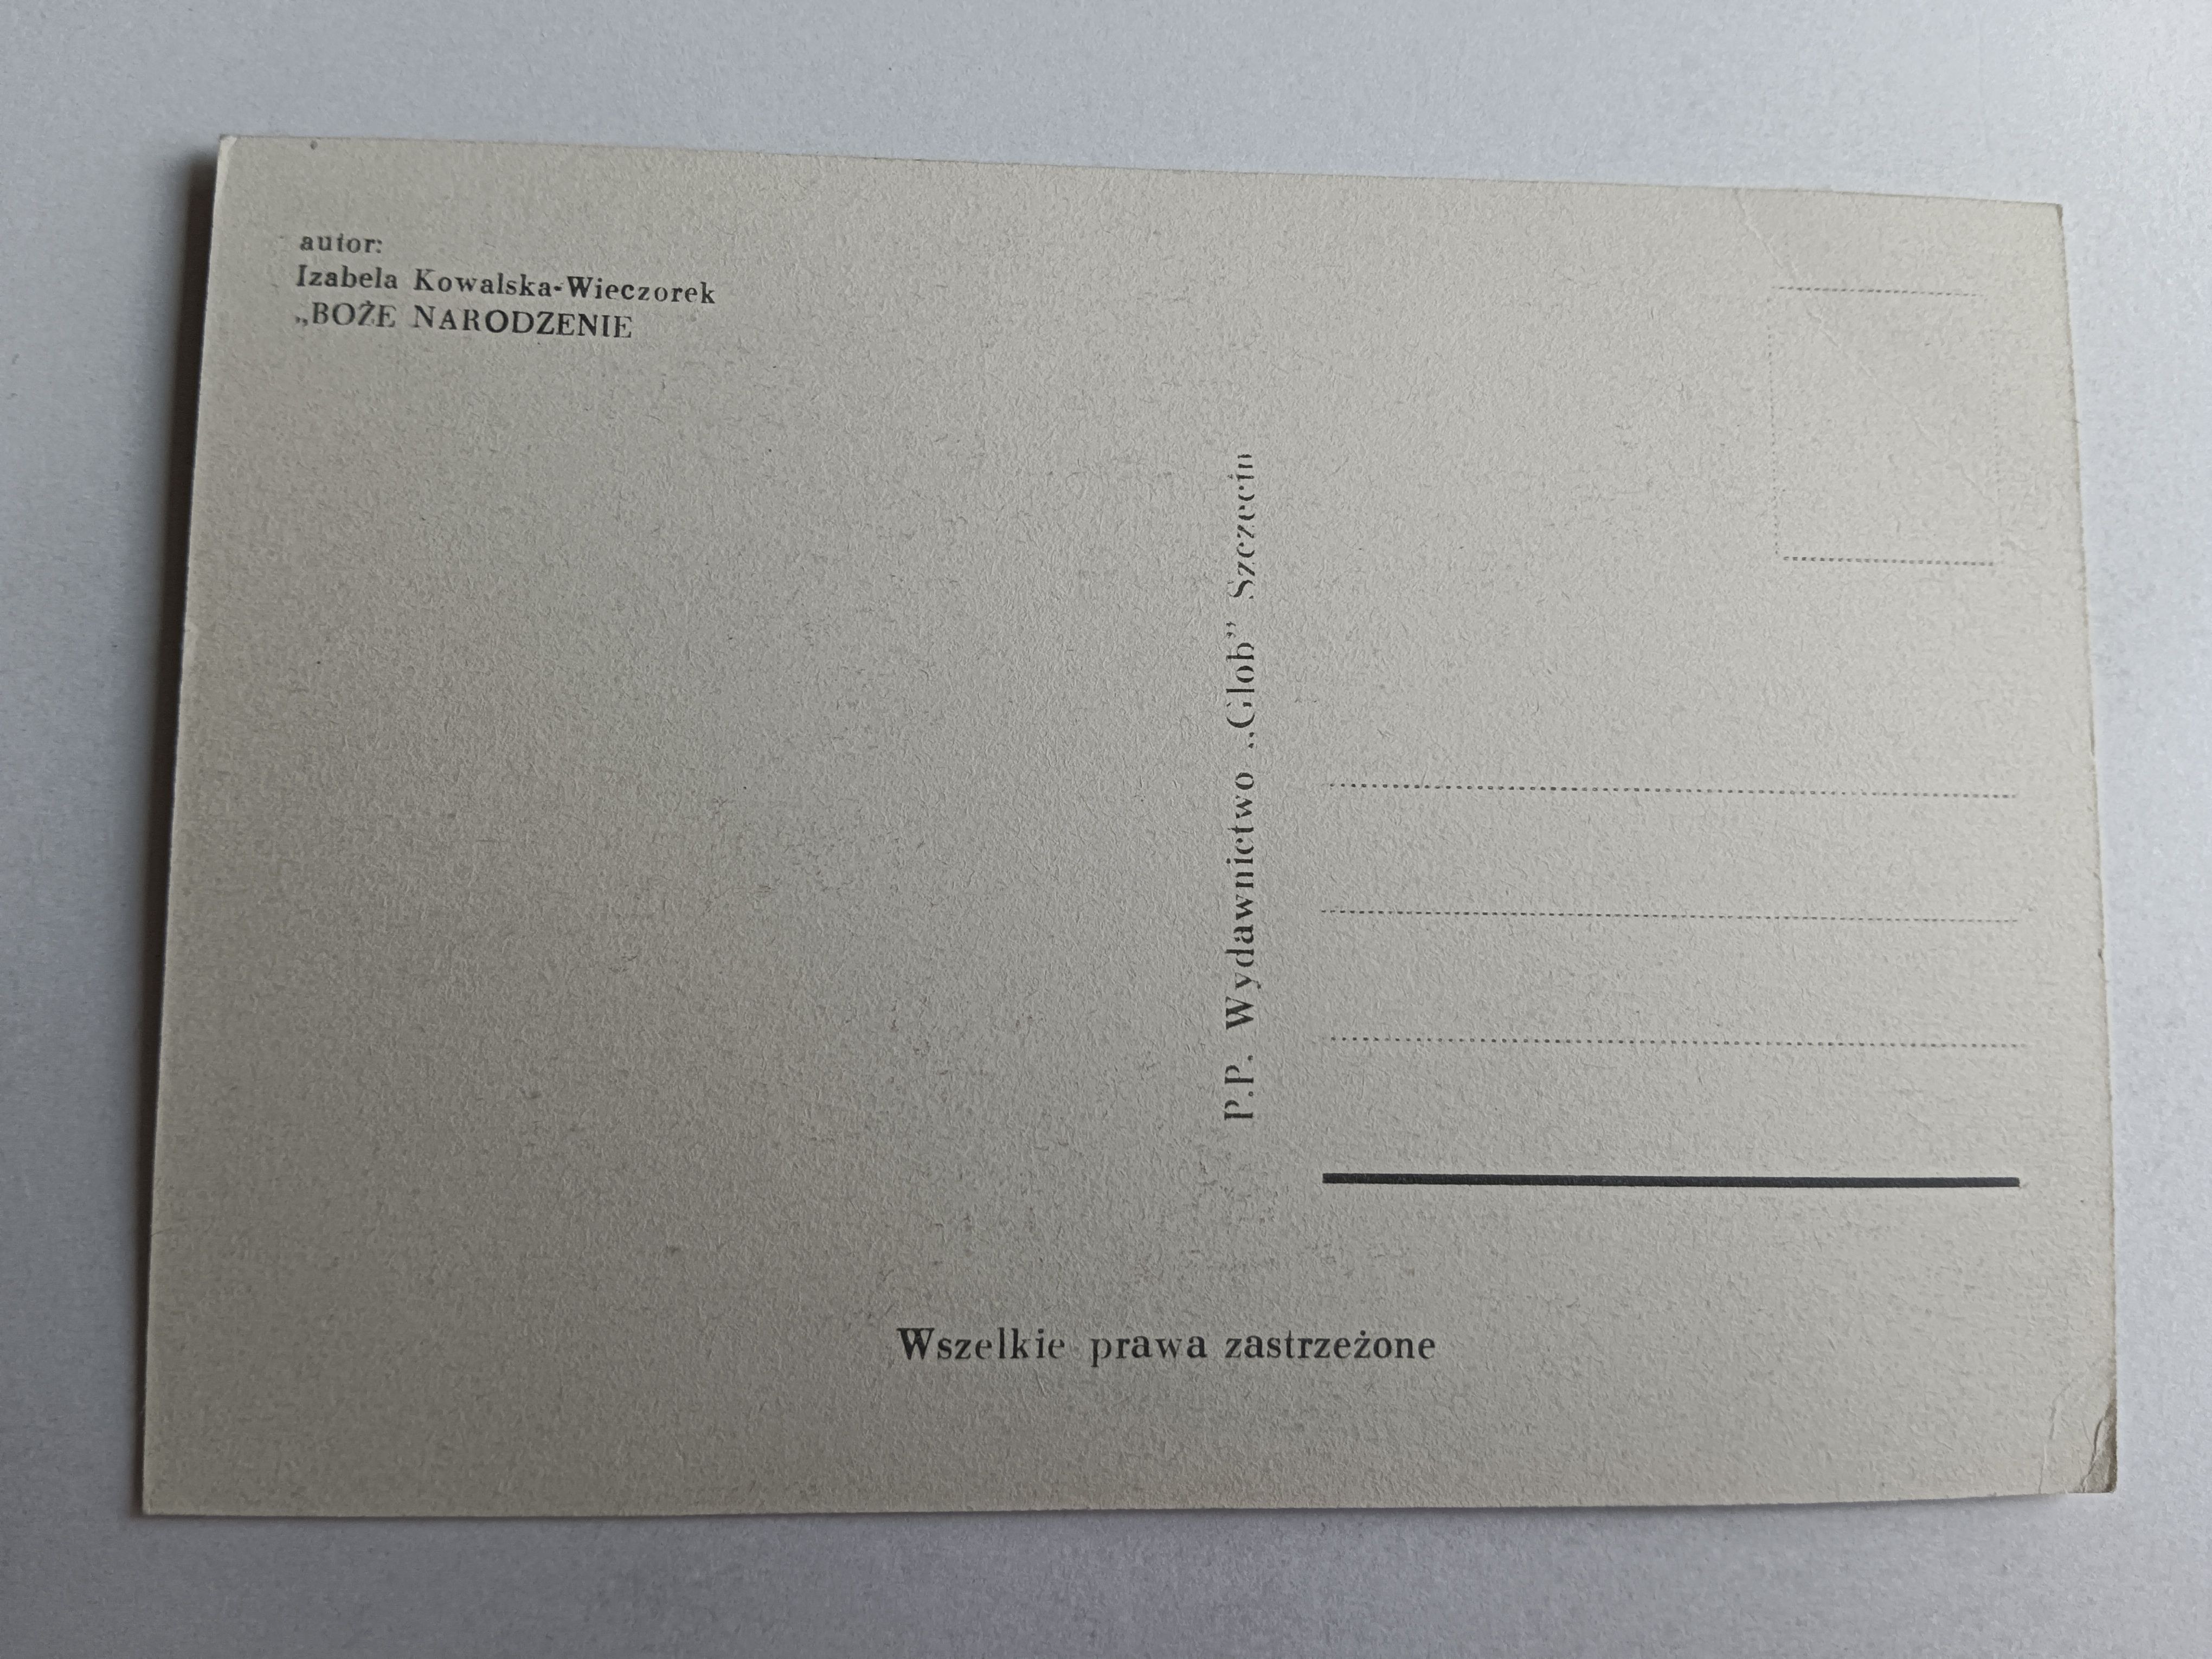 autor:
Izabela Kowalska-Wieczorek
„BOŻE NARODZENIE
P.P. Wydawnictwo „Glob” Szczecin
Wszelkie prawa zastrzeżone